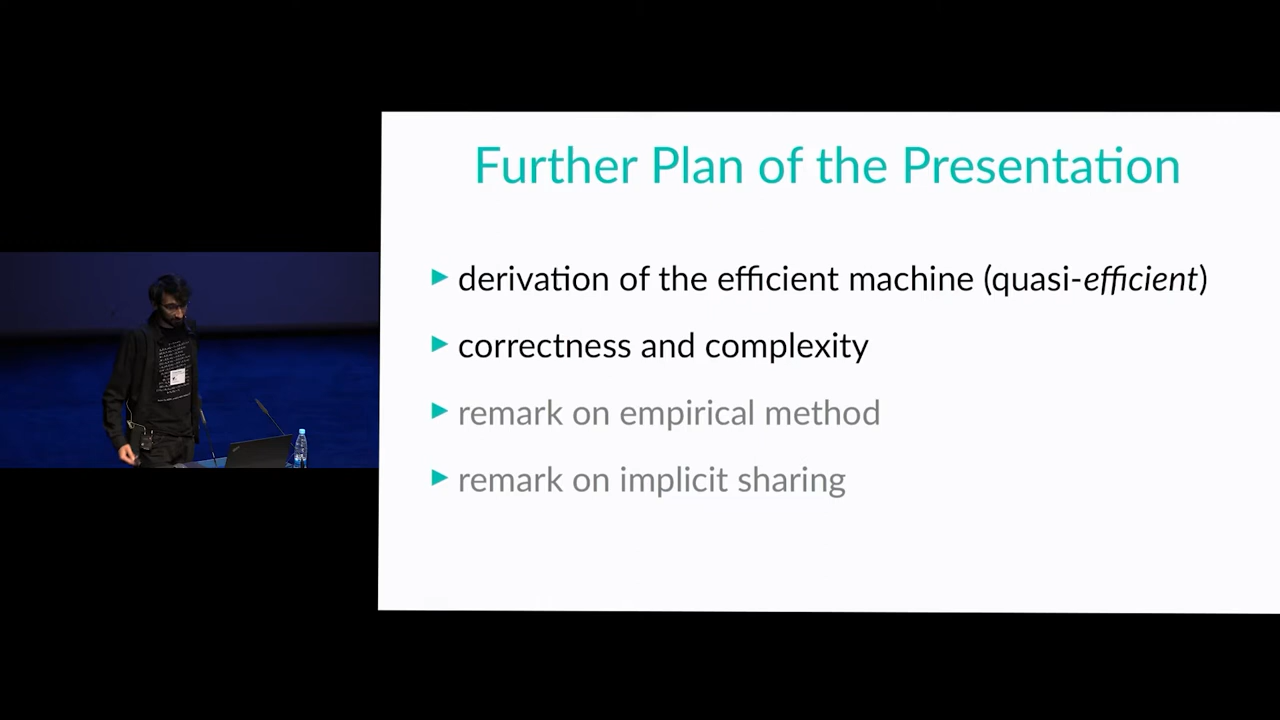 Further Plan of the Presentation
▶ derivation of the efficient machine (quasi-efficient)
▶ correctness and complexity
▶ remark on empirical method
▶ remark on implicit sharing